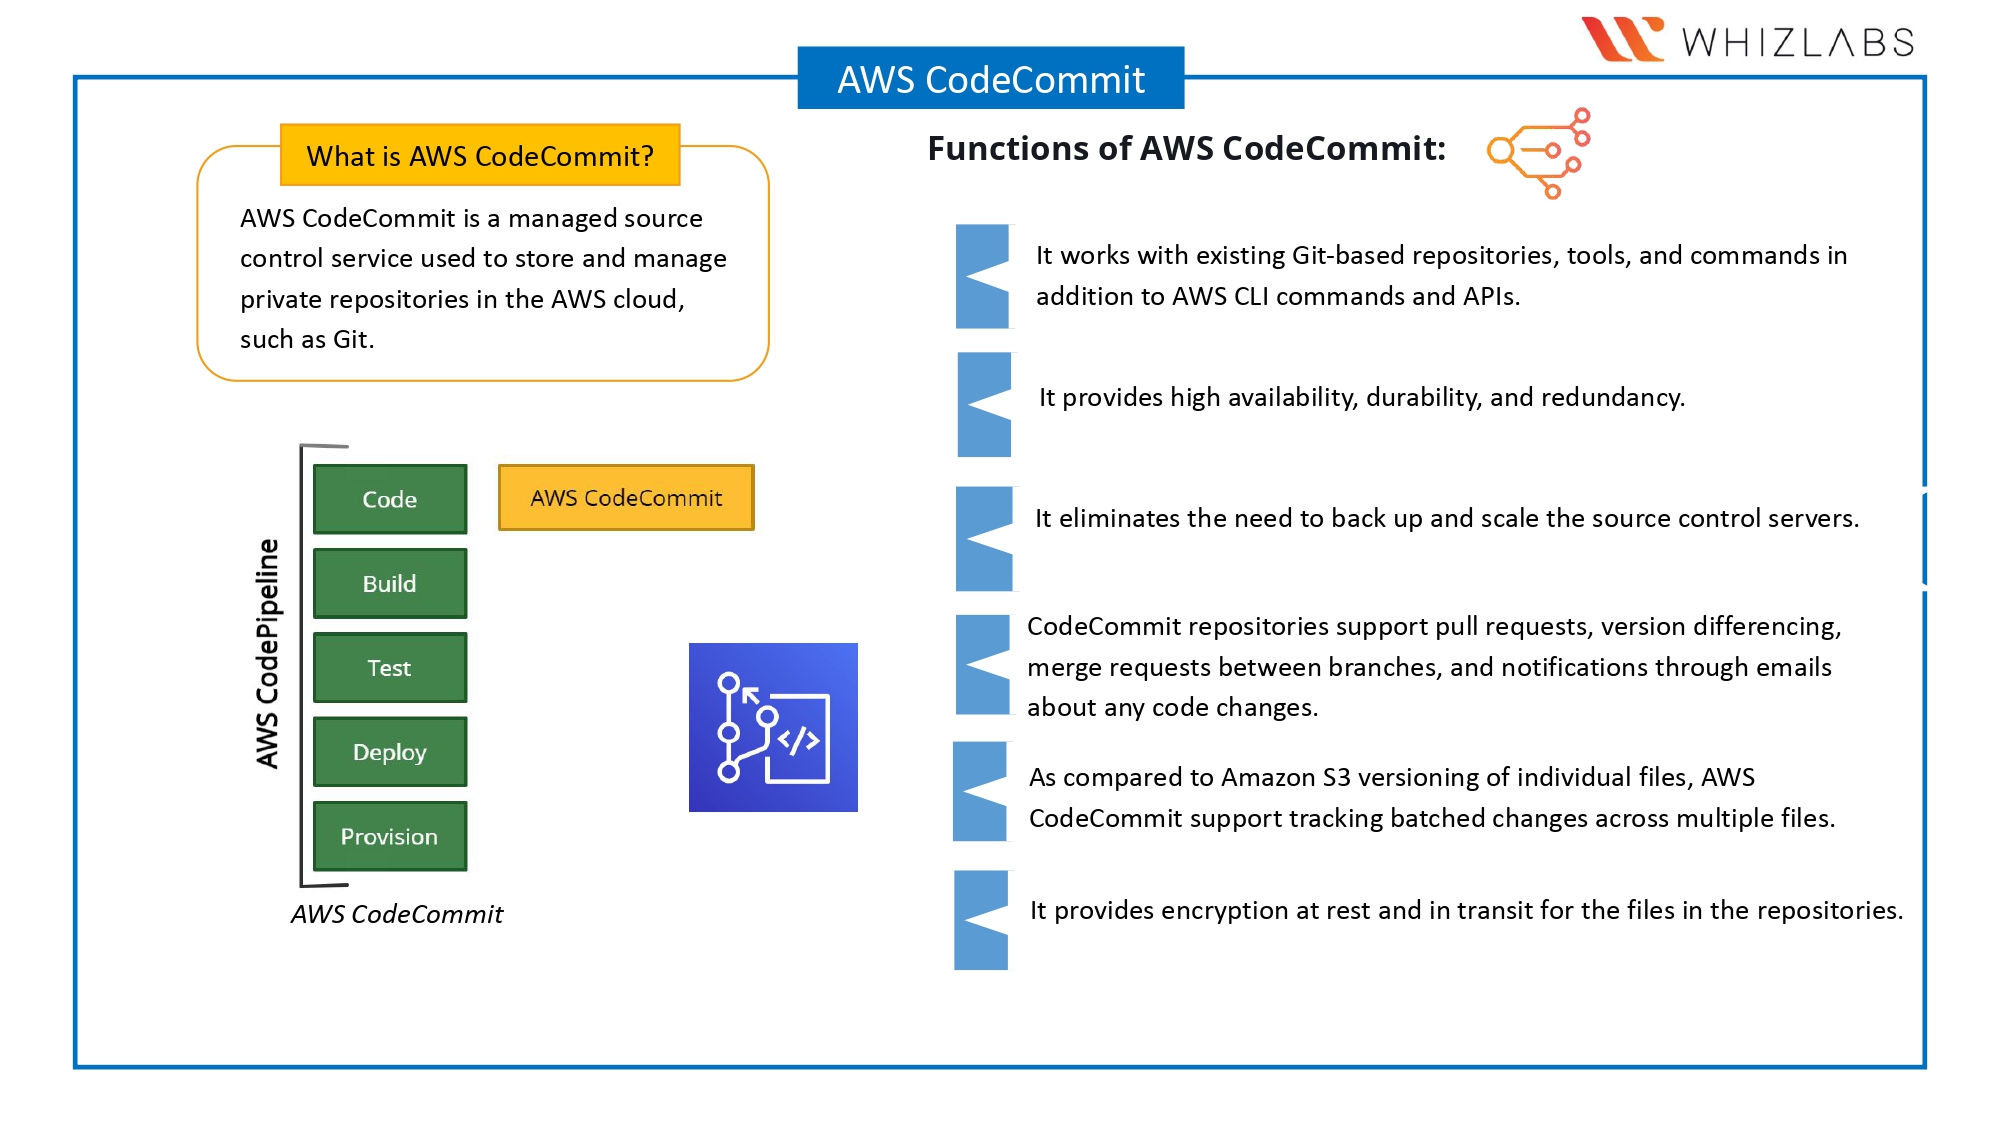 WHIZLABS
AWS CodeCommit
What is AWS CodeCommit?
AWS CodeCommit is a managed source
control service used to store and manage
private repositories in the AWS cloud,
such as Git.
AWS CodePipeline
Code
AWS CodeCommit
Build
Test
Deploy
Provision
AWS CodeCommit
Functions of AWS CodeCommit:
It works with existing Git-based repositories, tools, and commands in
addition to AWS CLI commands and APIs.
It provides high availability, durability, and redundancy.
It eliminates the need to back up and scale the source control servers.
CodeCommit repositories support pull requests, version differencing,
merge requests between branches, and notifications through emails
about any code changes.
As compared to Amazon S3 versioning of individual files, AWS
CodeCommit support tracking batched changes across multiple files.
It provides encryption at rest and in transit for the files in the repositories.